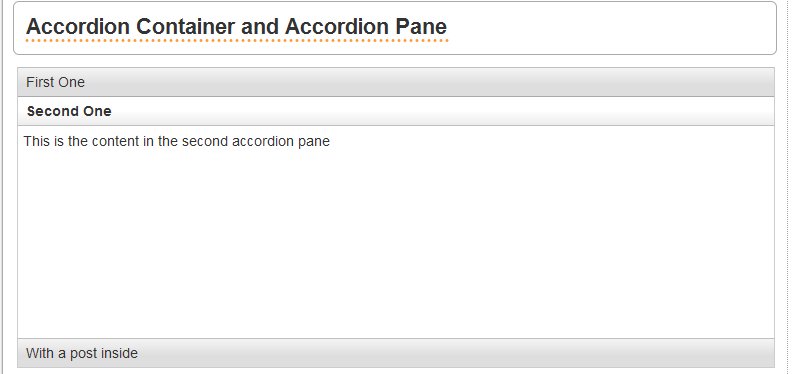 Accordion Container and Accordion Pane
First One
Second One
This is the content in the second accordion pane
With a post inside